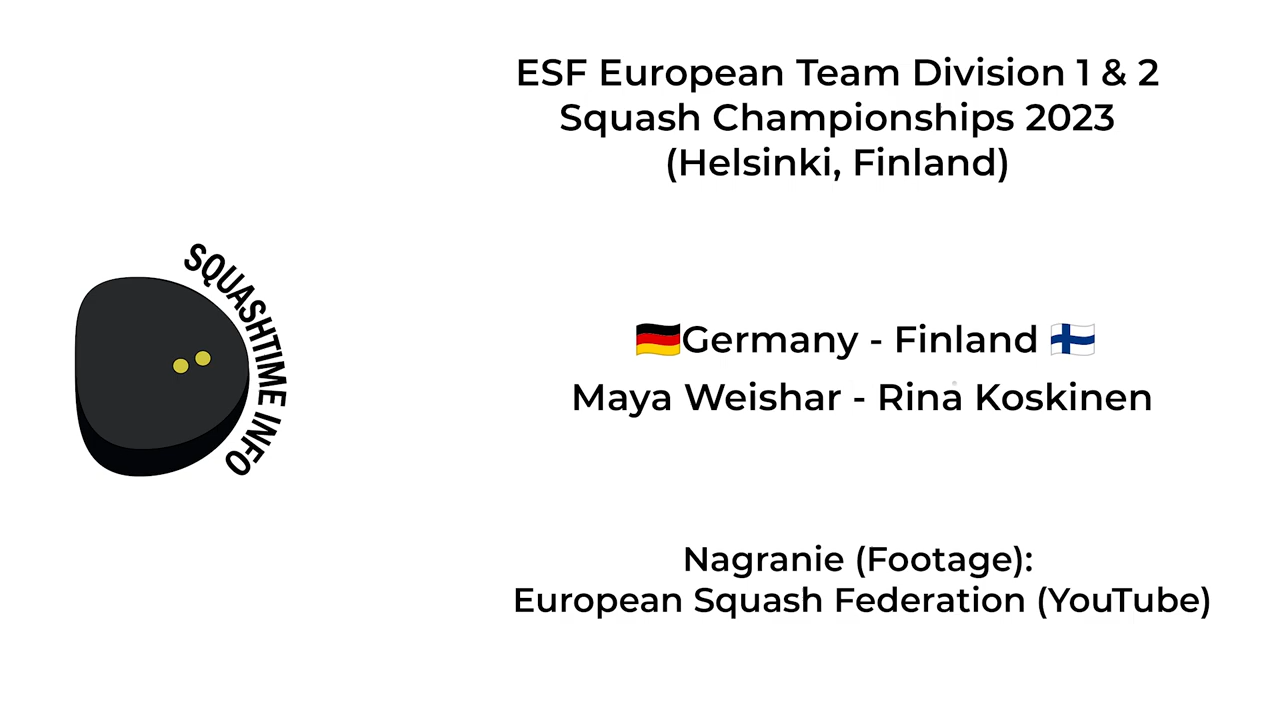 ESF European Team Division 1 & 2
Squash Championships 2023
(Helsinki, Finland)
SQUASHTIME INFO
🇩🇪Germany - Finland 🇫🇮
Maya Weishar - Rina Koskinen
Nagranie (Footage):
European Squash Federation (YouTube)